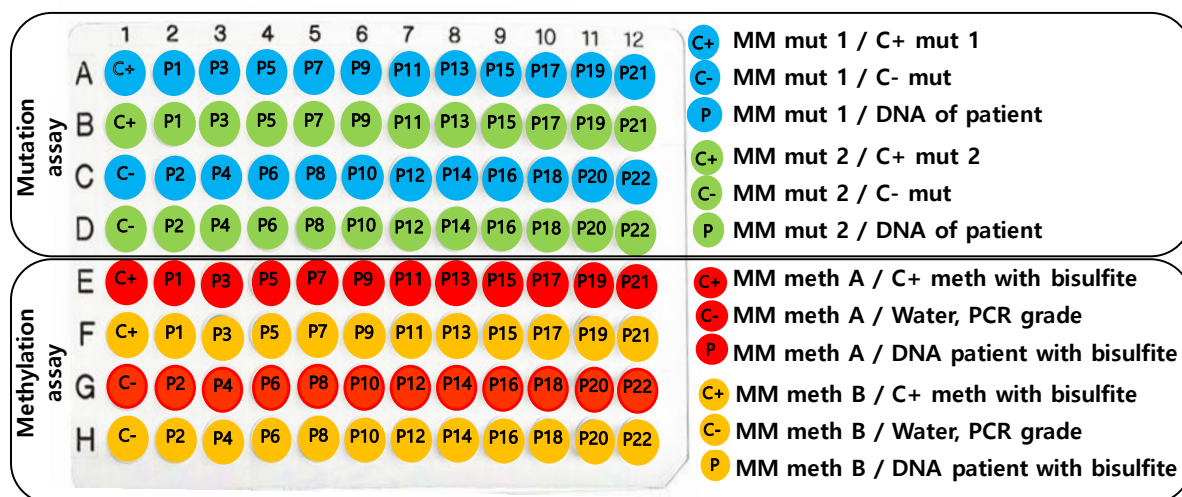 1 2 3 4 5 6 7 8 9 10 11 12
A C+ P1 P3 P5 P7 P9 P11 P13 P15 P17 P19 P21
B C+ P1 P3 P5 P7 P9 P11 P13 P15 P17 P19 P21
C C- P2 P4 P6 P8 P10 P12 P14 P16 P18 P20 P22
D C- P2 P4 P6 P8 P10 P12 P14 P16 P18 P20 P22
Mutation
assay
C+ MM mut 1 / C+ mut 1
C- MM mut 1 / C- mut
P MM mut 1 / DNA of patient
C+ MM mut 2 / C+ mut 2
C- MM mut 2 / C- mut
P MM mut 2 / DNA of patient
E C+ P1 P3 P5 P7 P9 P11 P13 P15 P17 P19 P21
F C+ P1 P3 P5 P7 P9 P11 P13 P15 P17 P19 P21
G C- P2 P4 P6 P8 P10 P12 P14 P16 P18 P20 P22
H C- P2 P4 P6 P8 P10 P12 P14 P16 P18 P20 P22
Methylation
assay
C+ MM meth A / C+ meth with bisulfite
C- MM meth A / Water, PCR grade
P MM meth A / DNA patient with bisulfite
C+ MM meth B / C+ meth with bisulfite
C- MM meth B / Water, PCR grade
P MM meth B / DNA patient with bisulfite